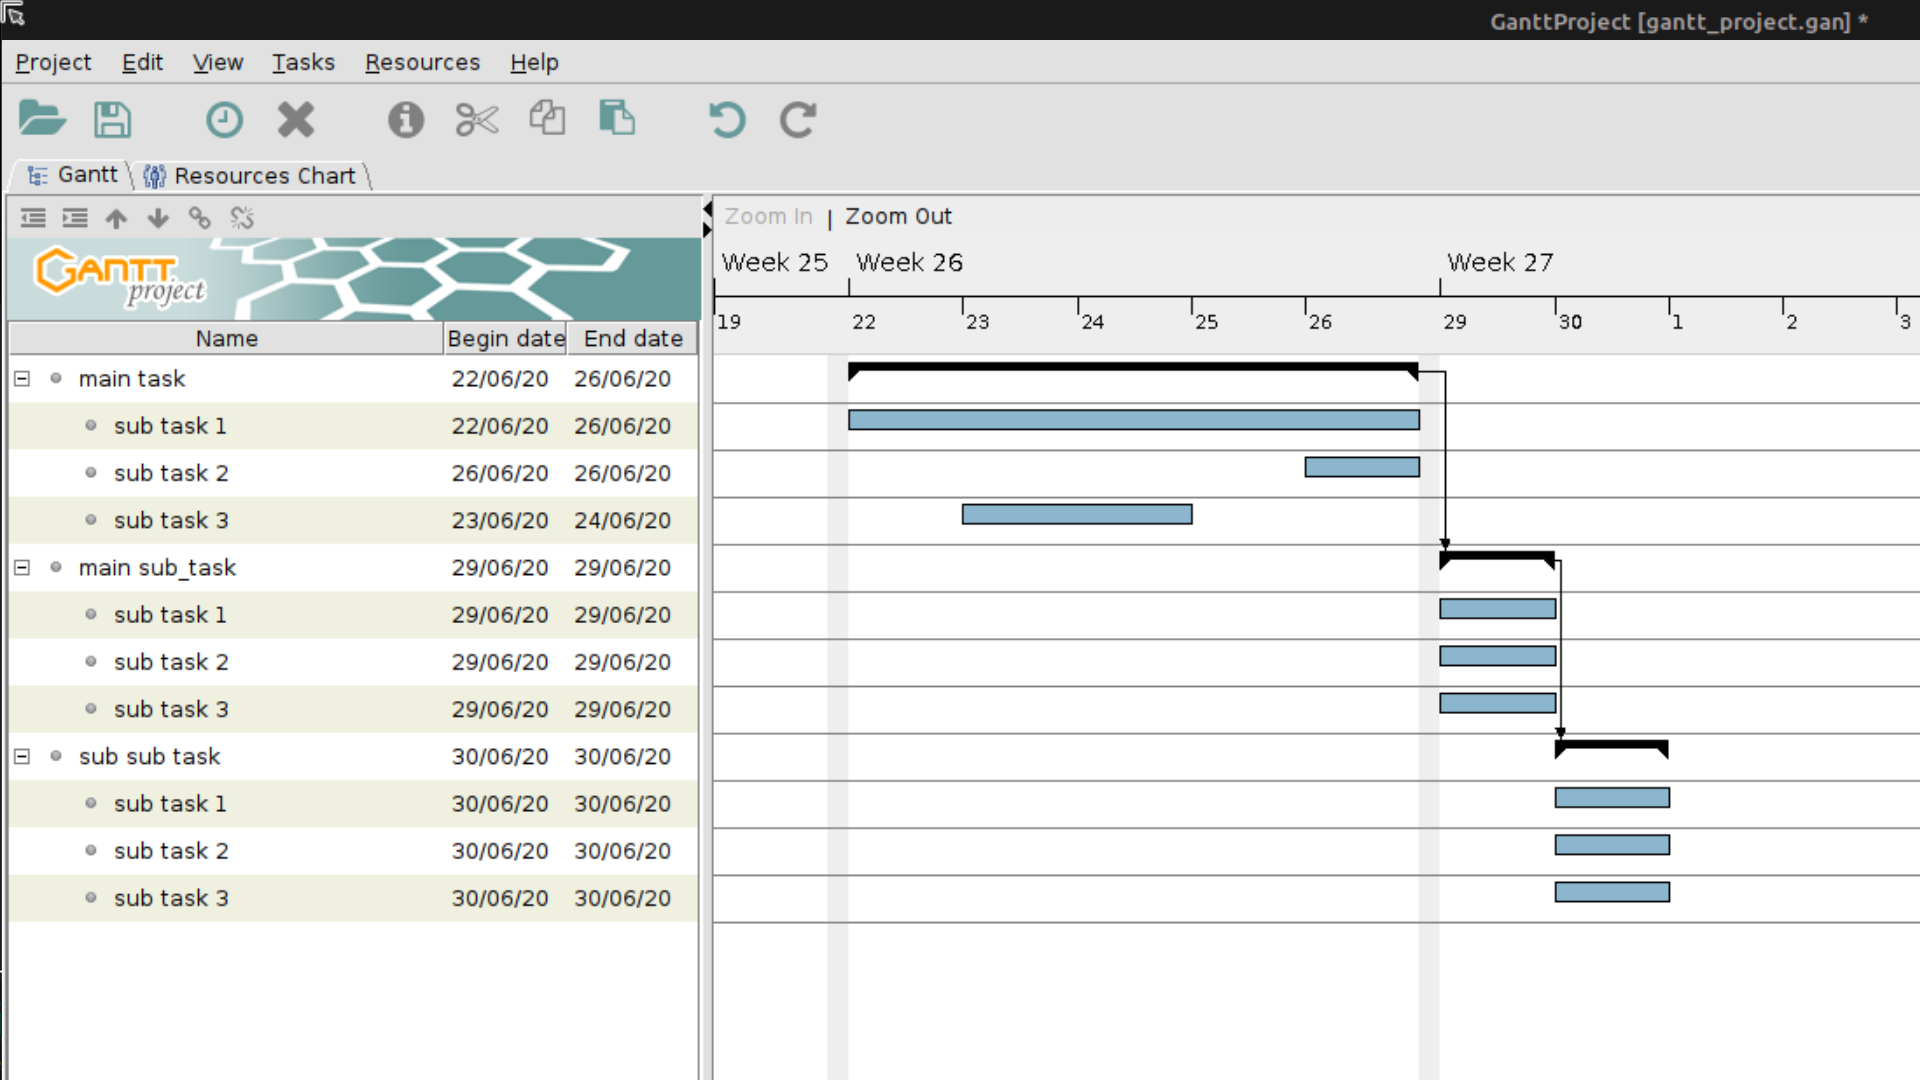 GanttProject [gantt_project.gan] *
Project Edit View Tasks Resources Help
Gantt Resources Chart
Zoom In | Zoom Out
GANTT project
Week 25 Week 26 Week 27
19 22 23 24 25 26 29 30 1 2 3
Name Begin date End date
main task 22/06/20 26/06/20
sub task 1 22/06/20 26/06/20
sub task 2 26/06/20 26/06/20
sub task 3 23/06/20 24/06/20
main sub_task 29/06/20 29/06/20
sub task 1 29/06/20 29/06/20
sub task 2 29/06/20 29/06/20
sub task 3 29/06/20 29/06/20
sub sub task 30/06/20 30/06/20
sub task 1 30/06/20 30/06/20
sub task 2 30/06/20 30/06/20
sub task 3 30/06/20 30/06/20